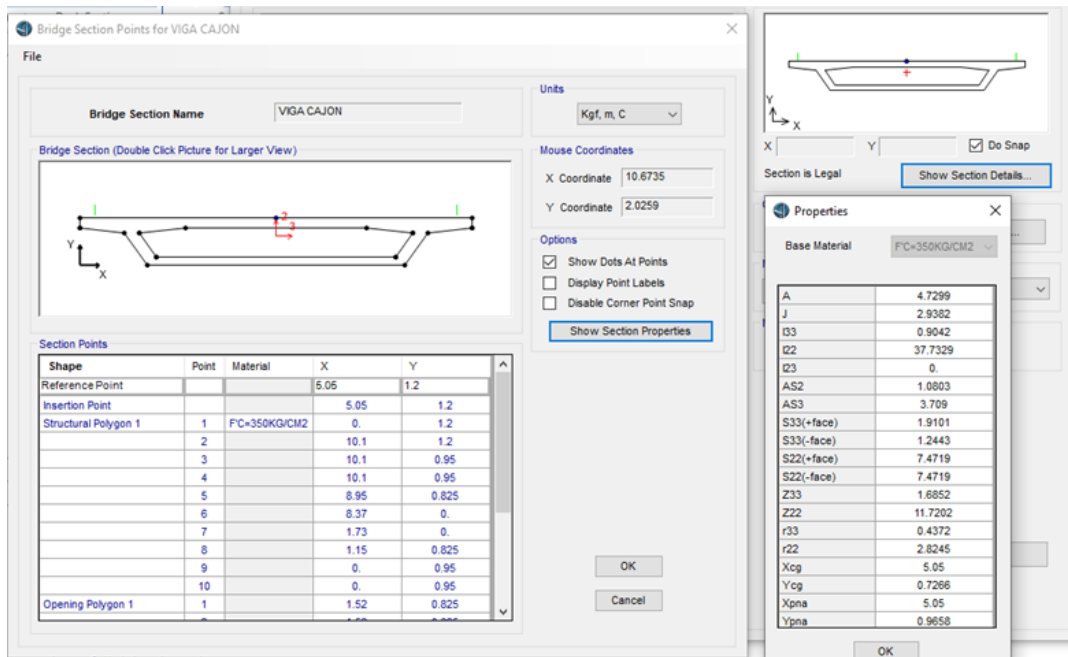 Bridge Section Points for VIGA CAJON
File
Bridge Section Name
VIGA CAJON
Bridge Section (Double Click Picture for Larger View)
2
3
Y
X
Units
Kgf, m, C
Mouse Coordinates
X Coordinate 10.6735
Y Coordinate 2.0259
Options
Show Dots At Points
Display Point Labels
Disable Corner Point Snap
Show Section Properties
Section Points
Shape Point Material X Y
Reference Point 5.05 1.2
Insertion Point 5.05 1.2
Structural Polygon 1 1 F'C=350KG/CM2 0. 1.2
2 10.1 1.2
3 10.1 0.95
4 10.1 0.95
5 8.95 0.825
6 8.37 0.
7 1.73 0.
8 1.15 0.825
9 0. 0.95
10 0. 0.95
Opening Polygon 1 1 1.52 0.825
OK
Cancel
Y
X
X Y Do Snap
Section is Legal Show Section Details...
Properties
Base Material F'C=350KG/CM2
A 4.7299
J 2.9382
I33 0.9042
I22 37.7329
I23 0.
AS2 1.0803
AS3 3.709
S33(+face) 1.9101
S33(-face) 1.2443
S22(+face) 7.4719
S22(-face) 7.4719
Z33 1.6852
Z22 11.7202
r33 0.4372
r22 2.8245
Xcg 5.05
Ycg 0.7266
Xpna 5.05
Ypna 0.9658
OK